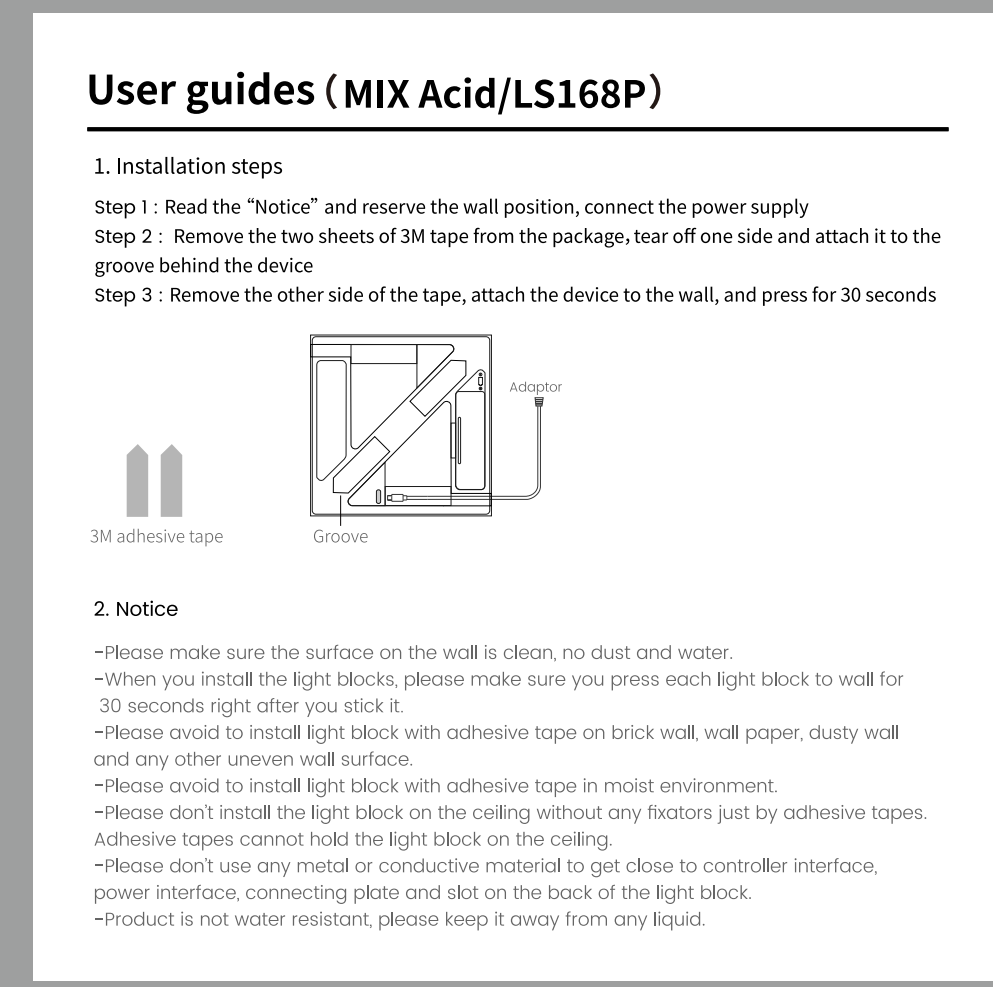 User guides (MIX Acid/LS168P)
1. Installation steps
Step 1 : Read the “Notice” and reserve the wall position, connect the power supply
Step 2 : Remove the two sheets of 3M tape from the package, tear off one side and attach it to the
groove behind the device
Step 3 : Remove the other side of the tape, attach the device to the wall, and press for 30 seconds
Adaptor
3M adhesive tape
Groove
2. Notice
-Please make sure the surface on the wall is clean, no dust and water.
-When you install the light blocks, please make sure you press each light block to wall for
30 seconds right after you stick it.
-Please avoid to install light block with adhesive tape on brick wall, wall paper, dusty wall
and any other uneven wall surface.
-Please avoid to install light block with adhesive tape in moist environment.
-Please don't install the light block on the ceiling without any fixators just by adhesive tapes.
Adhesive tapes cannot hold the light block on the ceiling.
-Please don't use any metal or conductive material to get close to controller interface,
power interface, connecting plate and slot on the back of the light block.
-Product is not water resistant, please keep it away from any liquid.